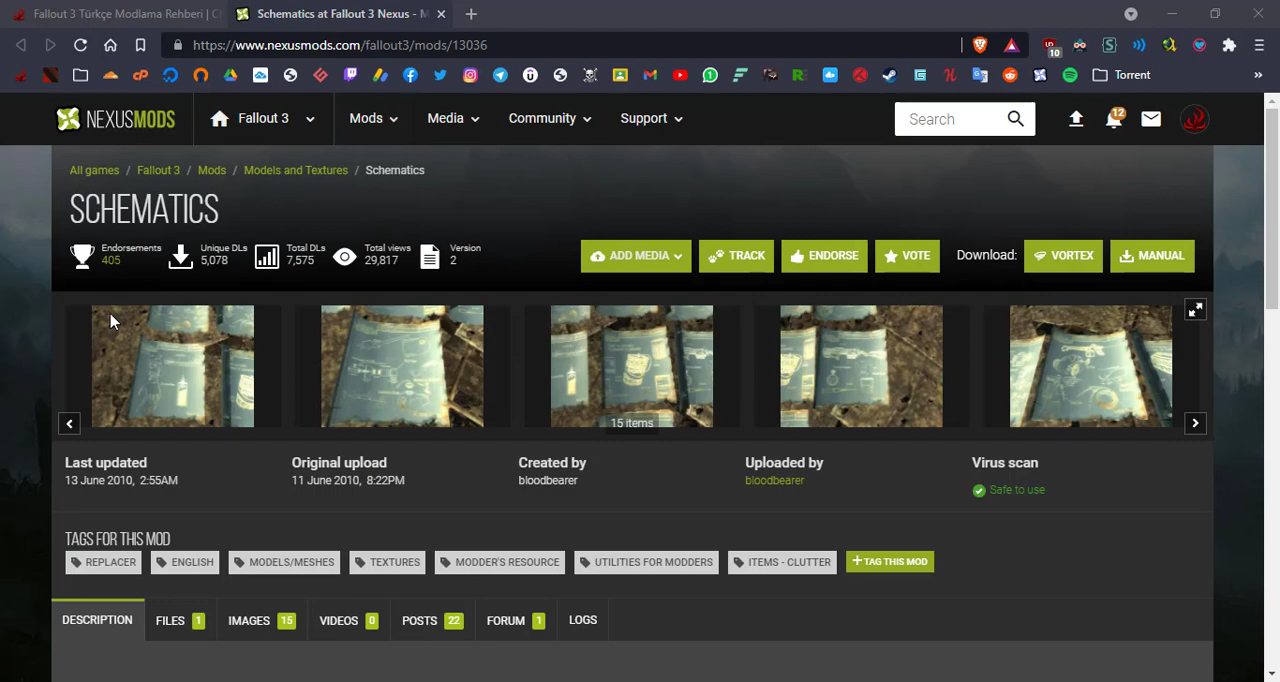 Fallout 3 Türkçe Modlama Rehberi | C
Schematics at Fallout 3 Nexus - M
https://www.nexusmods.com/fallout3/mods/13036
10
Torrent
NEXUSMODS
Fallout 3
Mods
Media
Community
Support
Search
12
All games / Fallout 3 / Mods / Models and Textures / Schematics
SCHEMATICS
Endorsements
405
Unique DLs
5,078
Total DLs
7,575
Total views
29,817
Version
2
ADD MEDIA
TRACK
ENDORSE
VOTE
Download:
VORTEX
MANUAL
15 items
Last updated
13 June 2010, 2:55AM
Original upload
11 June 2010, 8:22PM
Created by
bloodbearer
Uploaded by
bloodbearer
Virus scan
Safe to use
TAGS FOR THIS MOD
REPLACER
ENGLISH
MODELS/MESHES
TEXTURES
MODDER'S RESOURCE
UTILITIES FOR MODDERS
ITEMS - CLUTTER
+TAG THIS MOD
DESCRIPTION
FILES 1
IMAGES 15
VIDEOS 0
POSTS 22
FORUM 1
LOGS